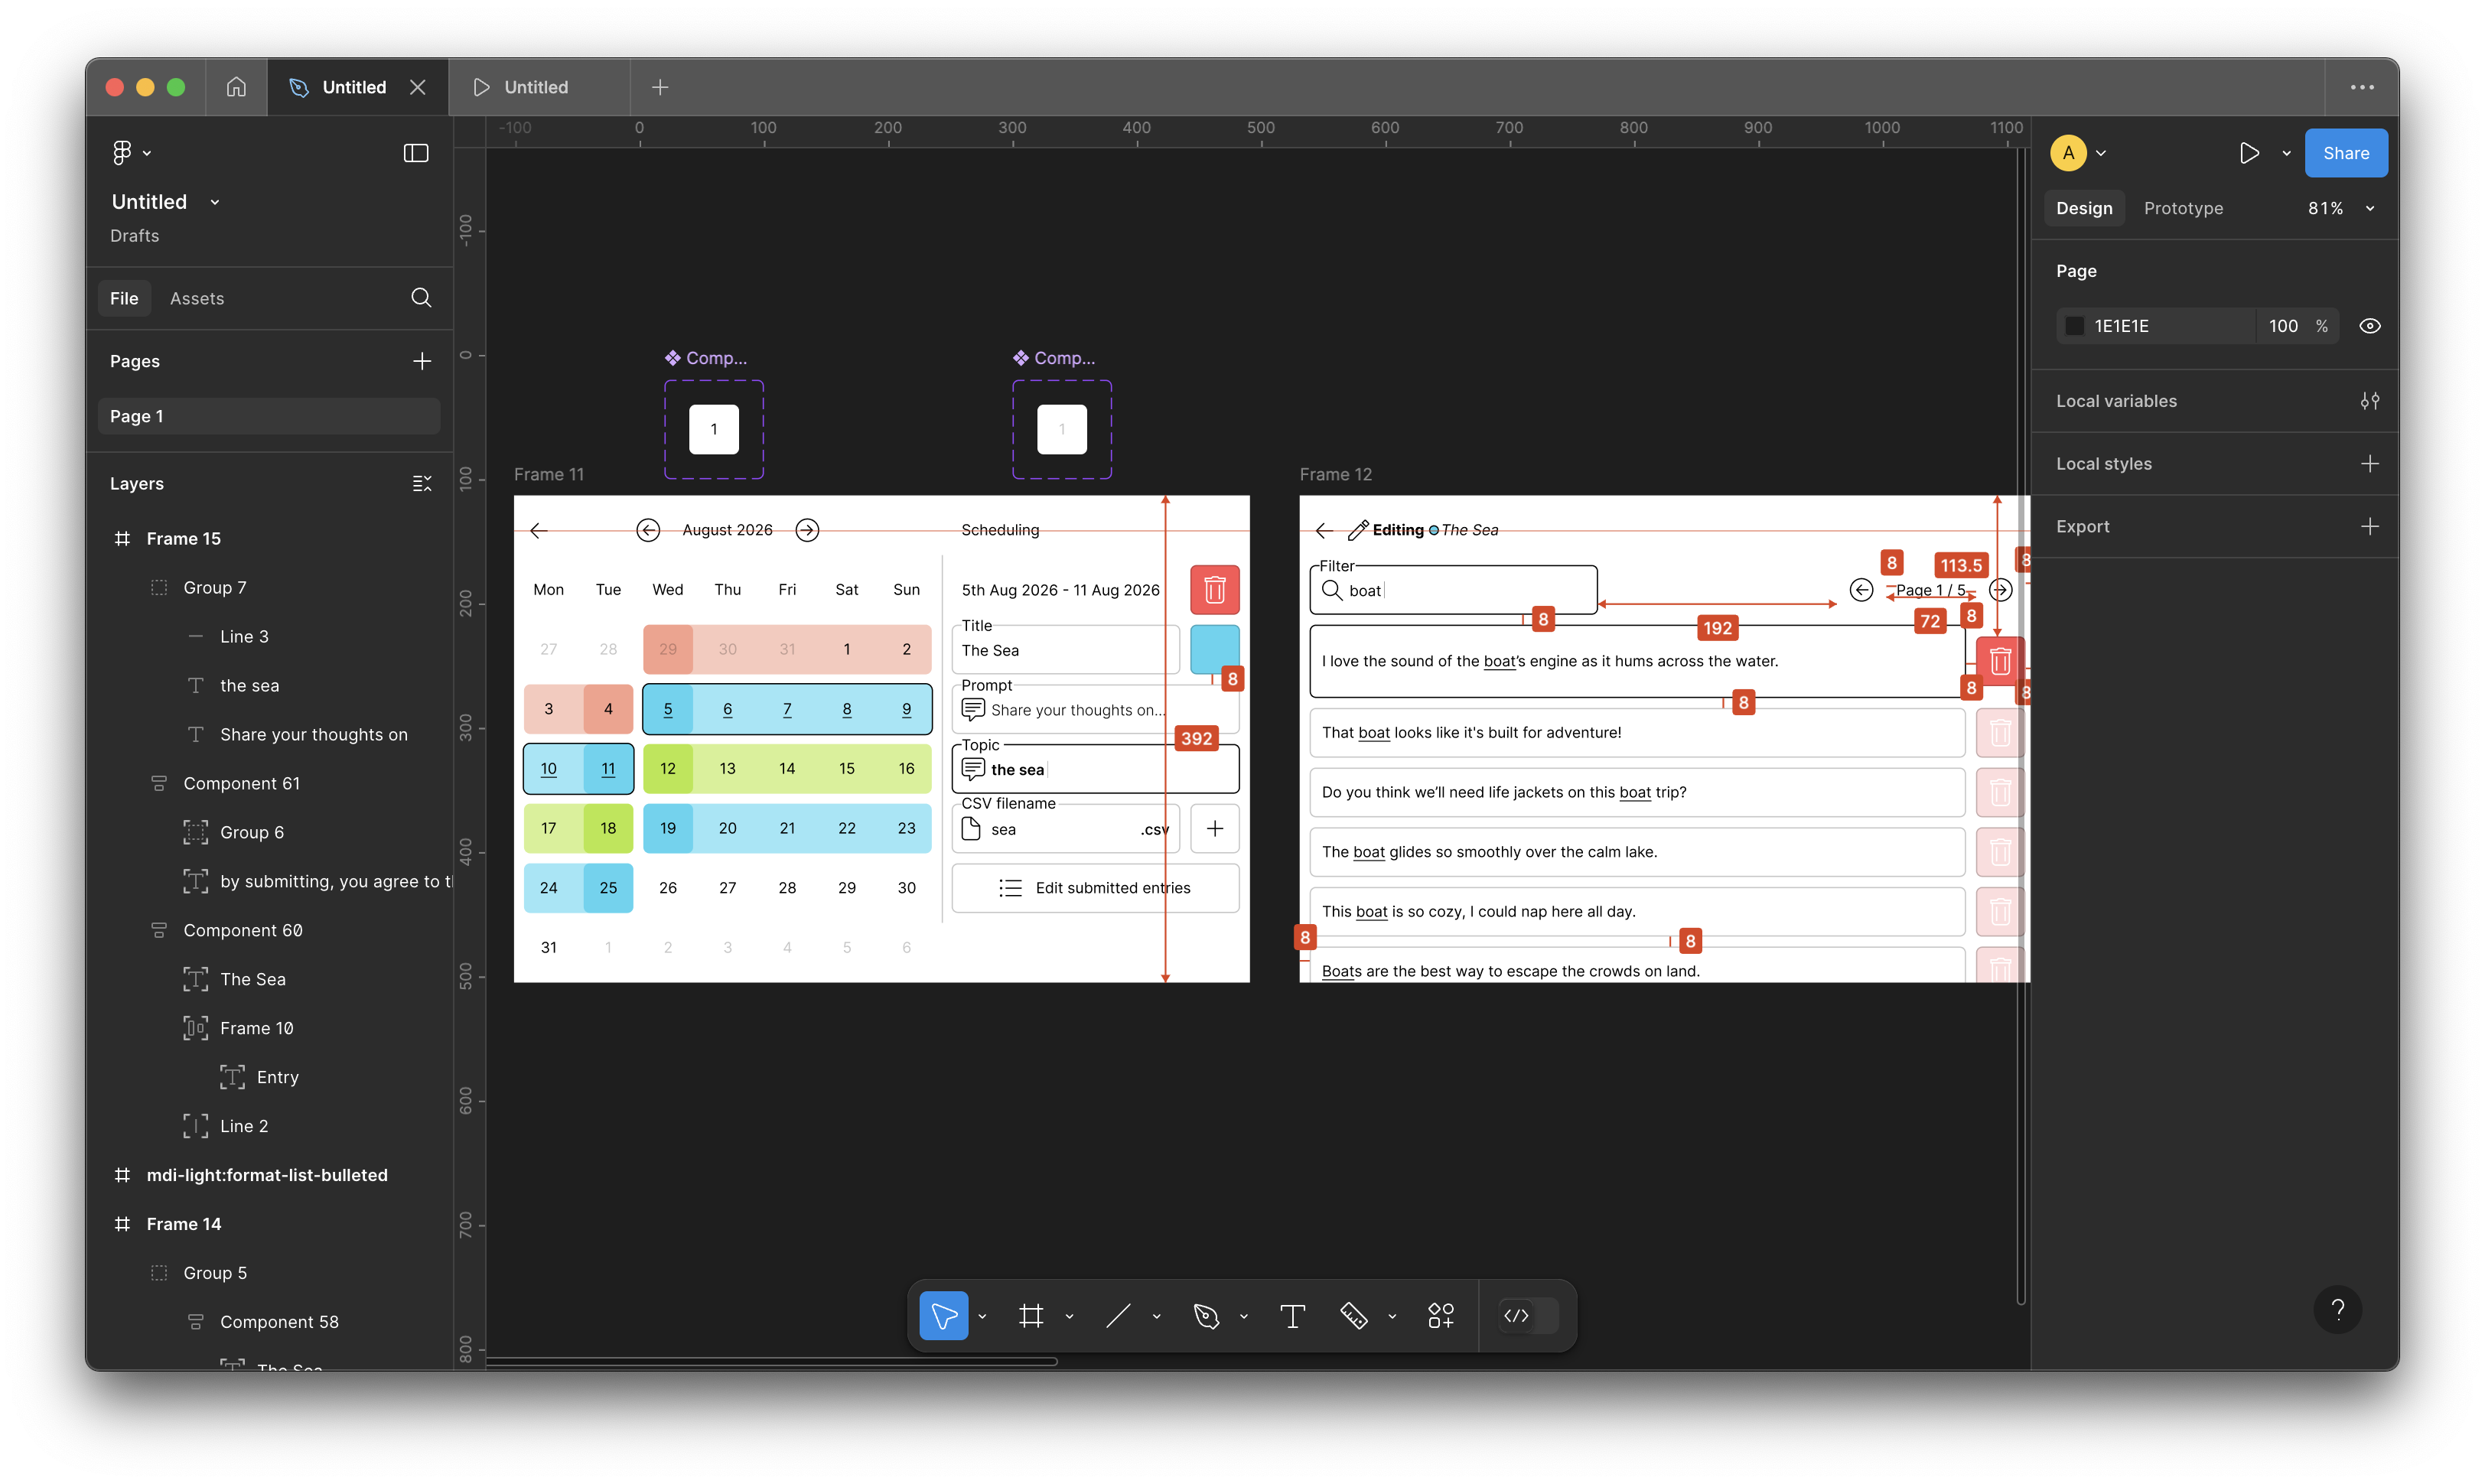 Untitled
Untitled
Untitled
Drafts
File
Assets
Pages
Page 1
Layers
Frame 15
Group 7
Line 3
the sea
Share your thoughts on
Component 61
Group 6
by submitting, you agree to t
Component 60
The Sea
Frame 10
Entry
Line 2
mdi-light:format-list-bulleted
Frame 14
Group 5
Component 58
The Sea
-100 0 100 200 300 400 500 600 700 800 900 1000 1100
-100
0
100
200
300
400
500
600
700
800
Comp...
1
Comp...
1
Frame 11
August 2026
Scheduling
Mon Tue Wed Thu Fri Sat Sun
27 28 29 30 31 1 2
3 4 5 6 7 8 9
10 11 12 13 14 15 16
17 18 19 20 21 22 23
24 25 26 27 28 29 30
31 1 2 3 4 5 6
5th Aug 2026 - 11 Aug 2026
Title
The Sea
8
Prompt
Share your thoughts on...
392
Topic
the sea
CSV filename
sea
.csv
Edit submitted entries
Frame 12
Editing The Sea
Filter
boat
8
113.5
8
Page 1 / 5
8
192
72
8
I love the sound of the boat's engine as it hums across the water.
8
8
8
That boat looks like it's built for adventure!
Do you think we'll need life jackets on this boat trip?
The boat glides so smoothly over the calm lake.
This boat is so cozy, I could nap here all day.
8
8
Boats are the best way to escape the crowds on land.
A
Share
Design
Prototype
81%
Page
1E1E1E
100 %
Local variables
Local styles
Export
?